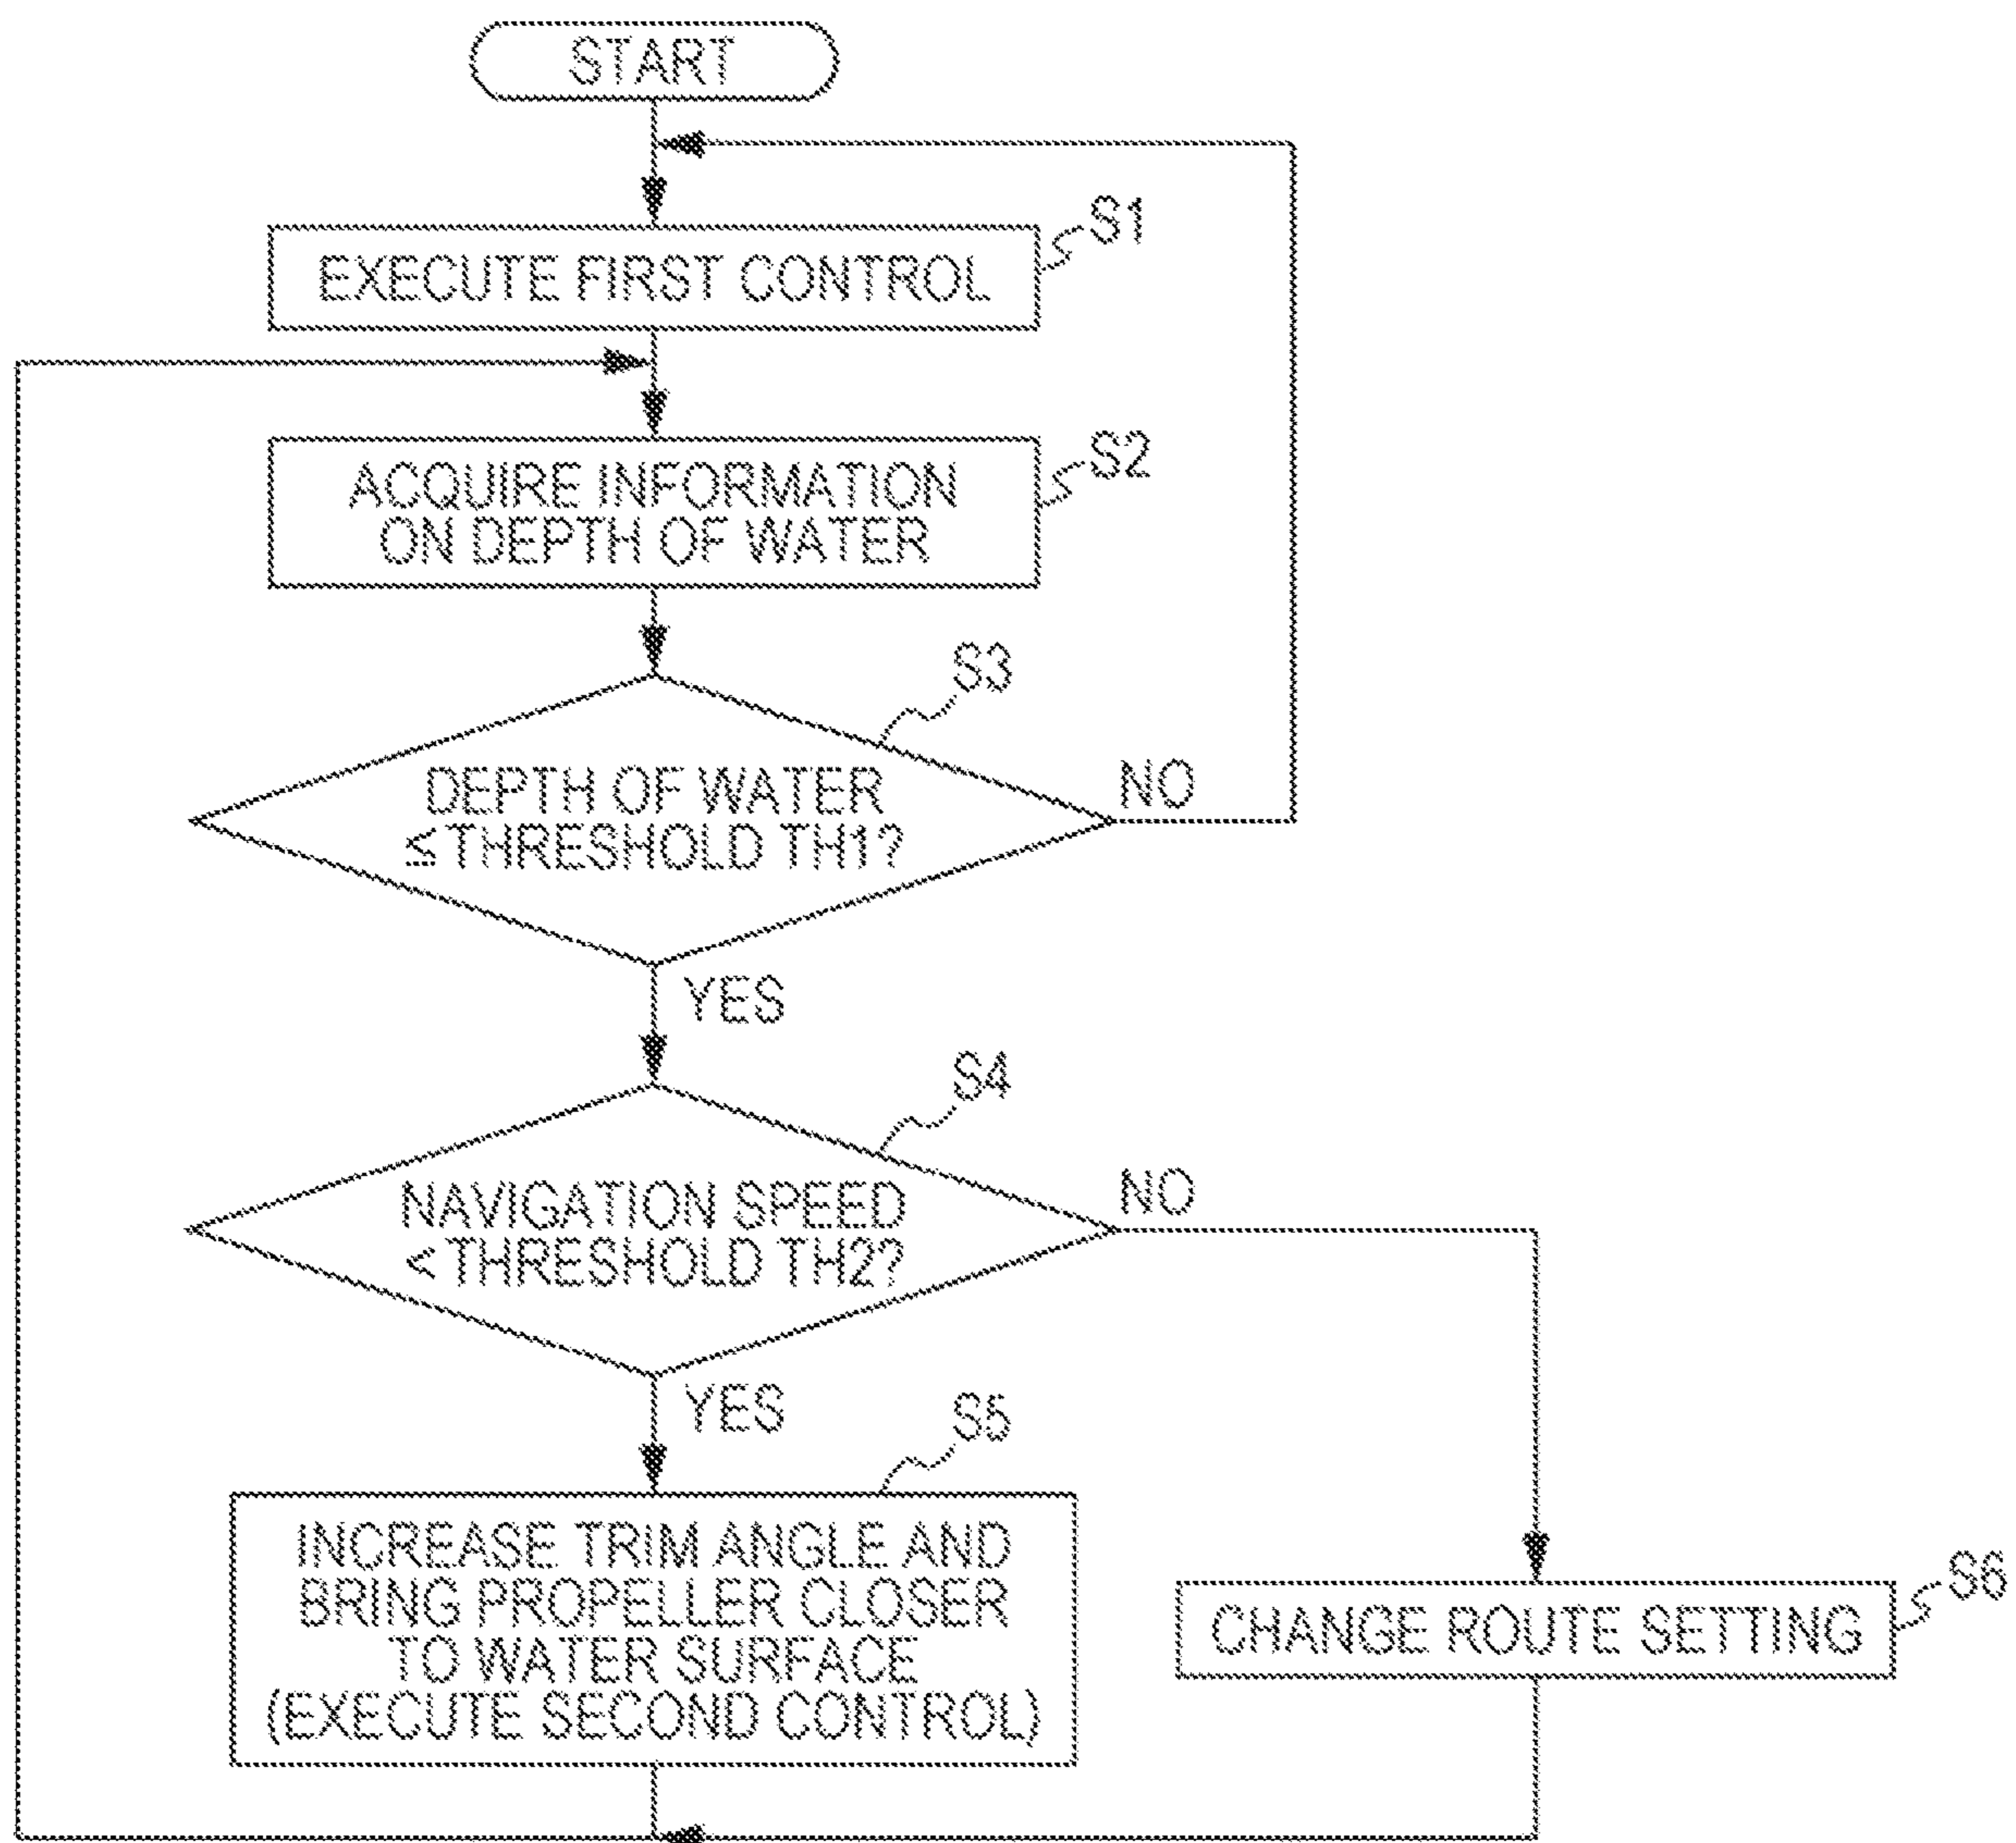 START
EXECUTE FIRST CONTROL
S1
ACQUIRE INFORMATION
ON DEPTH OF WATER
S2
S3
DEPTH OF WATER
≤ THRESHOLD TH1?
NO
YES
S4
NAVIGATION SPEED
< THRESHOLD TH2?
NO
YES
S5
INCREASE TRIM ANGLE AND
BRING PROPELLER CLOSER
TO WATER SURFACE
(EXECUTE SECOND CONTROL)
CHANGE ROUTE SETTING
S6